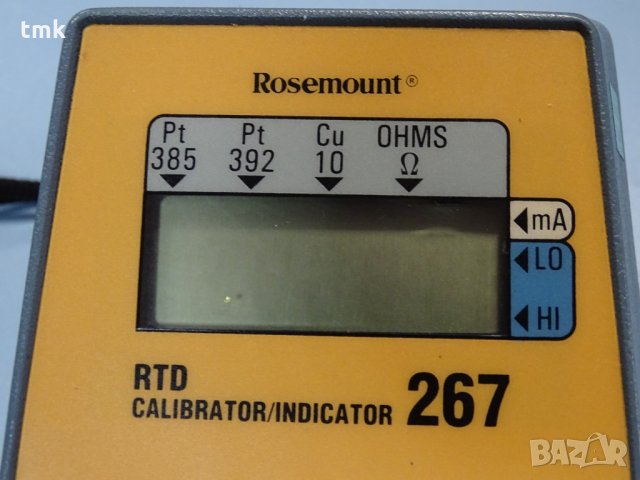 tmk
Rosemount®
Pt Pt Cu OHMS
385 392 10 Ω
mA
LO
HI
RTD
CALIBRATOR/INDICATOR 267
BAZAR